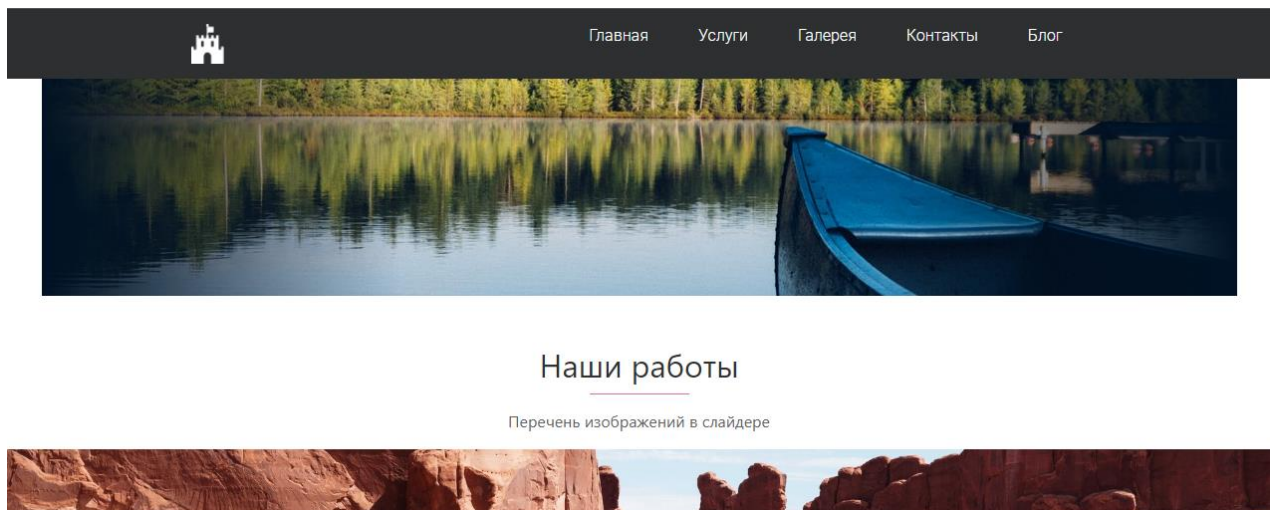 Главная Услуги Галерея Контакты Блог
Наши работы
Перечень изображений в слайдере